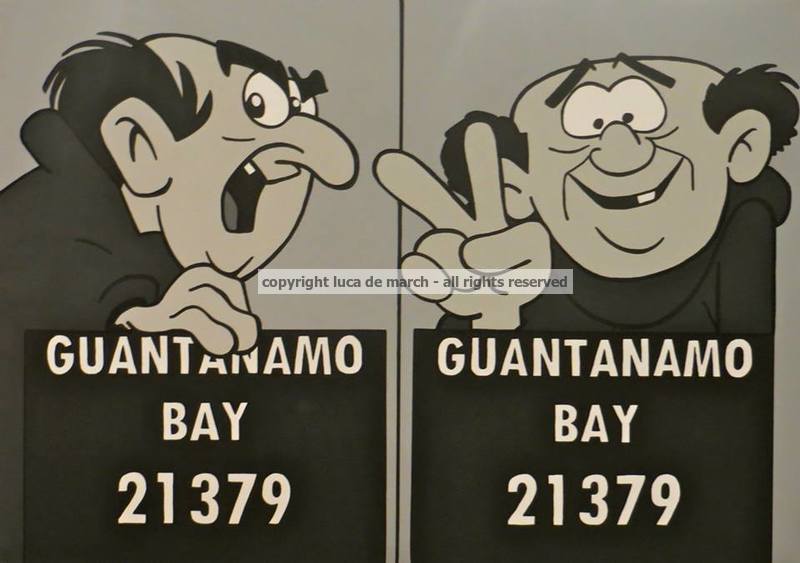 copyright luca de march - all rights reserved
GUANTANAMO
BAY
21379
GUANTANAMO
BAY
21379